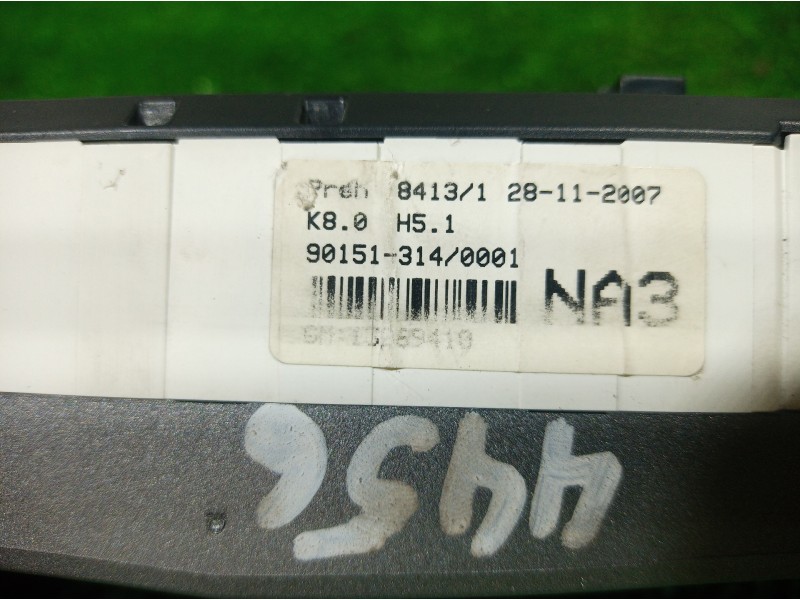 Preh 8413/1 28-11-2007
K8.0 H5.1
90151-314/0001
NA3
4456